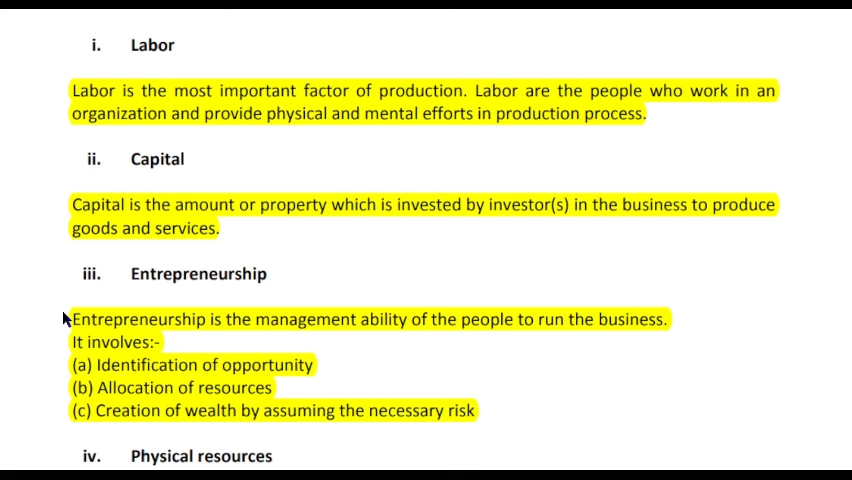 i. Labor
Labor is the most important factor of production. Labor are the people who work in an
organization and provide physical and mental efforts in production process.
ii. Capital
Capital is the amount or property which is invested by investor(s) in the business to produce
goods and services.
iii. Entrepreneurship
Entrepreneurship is the management ability of the people to run the business.
It involves:-
(a) Identification of opportunity
(b) Allocation of resources
(c) Creation of wealth by assuming the necessary risk
iv. Physical resources